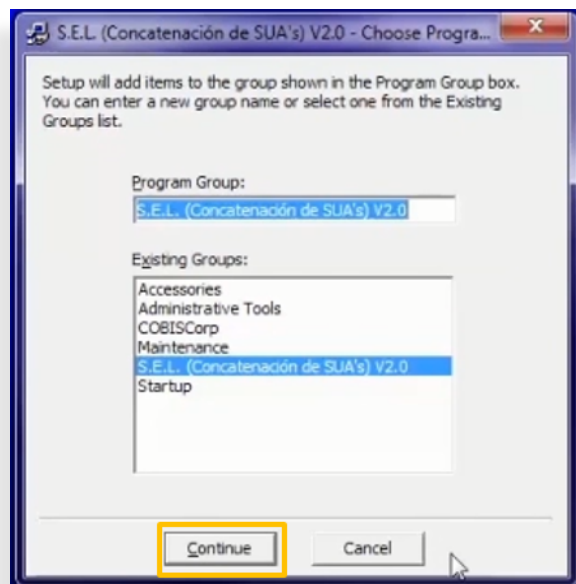 S.E.L. (Concatenación de SUA's) V2.0 - Choose Progra...
Setup will add items to the group shown in the Program Group box.
You can enter a new group name or select one from the Existing
Groups list.
Program Group:
S.E.L. (Concatenación de SUA's) V2.0
Existing Groups:
Accessories
Administrative Tools
COBISCorp
Maintenance
S.E.L. (Concatenación de SUA's) V2.0
Startup
Continue
Cancel